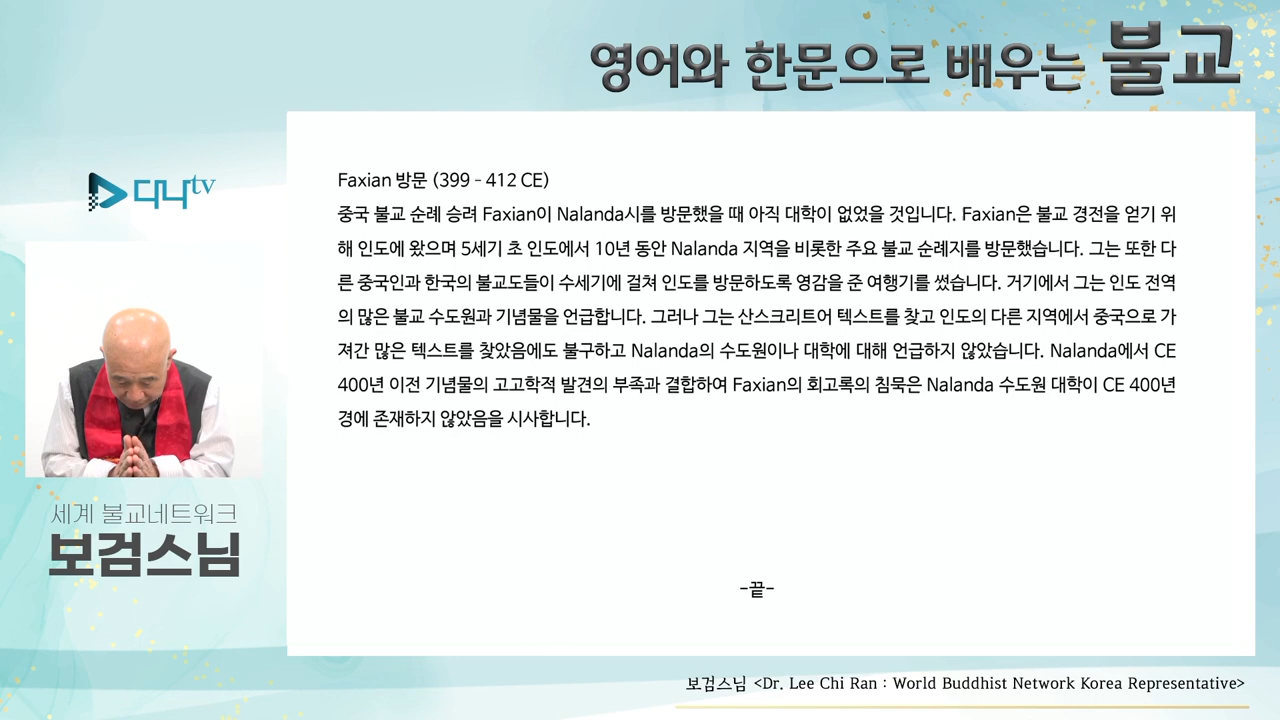 영어와 한문으로 배우는 불교
디나tv
Faxian 방문 (399 - 412 CE)
중국 불교 순례 승려 Faxian이 Nalanda시를 방문했을 때 아직 대학이 없었을 것입니다. Faxian은 불교 경전을 얻기 위
해 인도에 왔으며 5세기 초 인도에서 10년 동안 Nalanda 지역을 비롯한 주요 불교 순례지를 방문했습니다. 그는 또한 다
른 중국인과 한국의 불교도들이 수세기에 걸쳐 인도를 방문하도록 영감을 준 여행기를 썼습니다. 거기에서 그는 인도 전역
의 많은 불교 수도원과 기념물을 언급합니다. 그러나 그는 산스크리트어 텍스트를 찾고 인도의 다른 지역에서 중국으로 가
져간 많은 텍스트를 찾았음에도 불구하고 Nalanda의 수도원이나 대학에 대해 언급하지 않았습니다. Nalanda에서 CE
400년 이전 기념물의 고고학적 발견의 부족과 결합하여 Faxian의 회고록의 침묵은 Nalanda 수도원 대학이 CE 400년
경에 존재하지 않았음을 시사합니다.
-끝-
세계 불교네트워크
보검스님
보검스님 <Dr. Lee Chi Ran : World Buddhist Network Korea Representative>